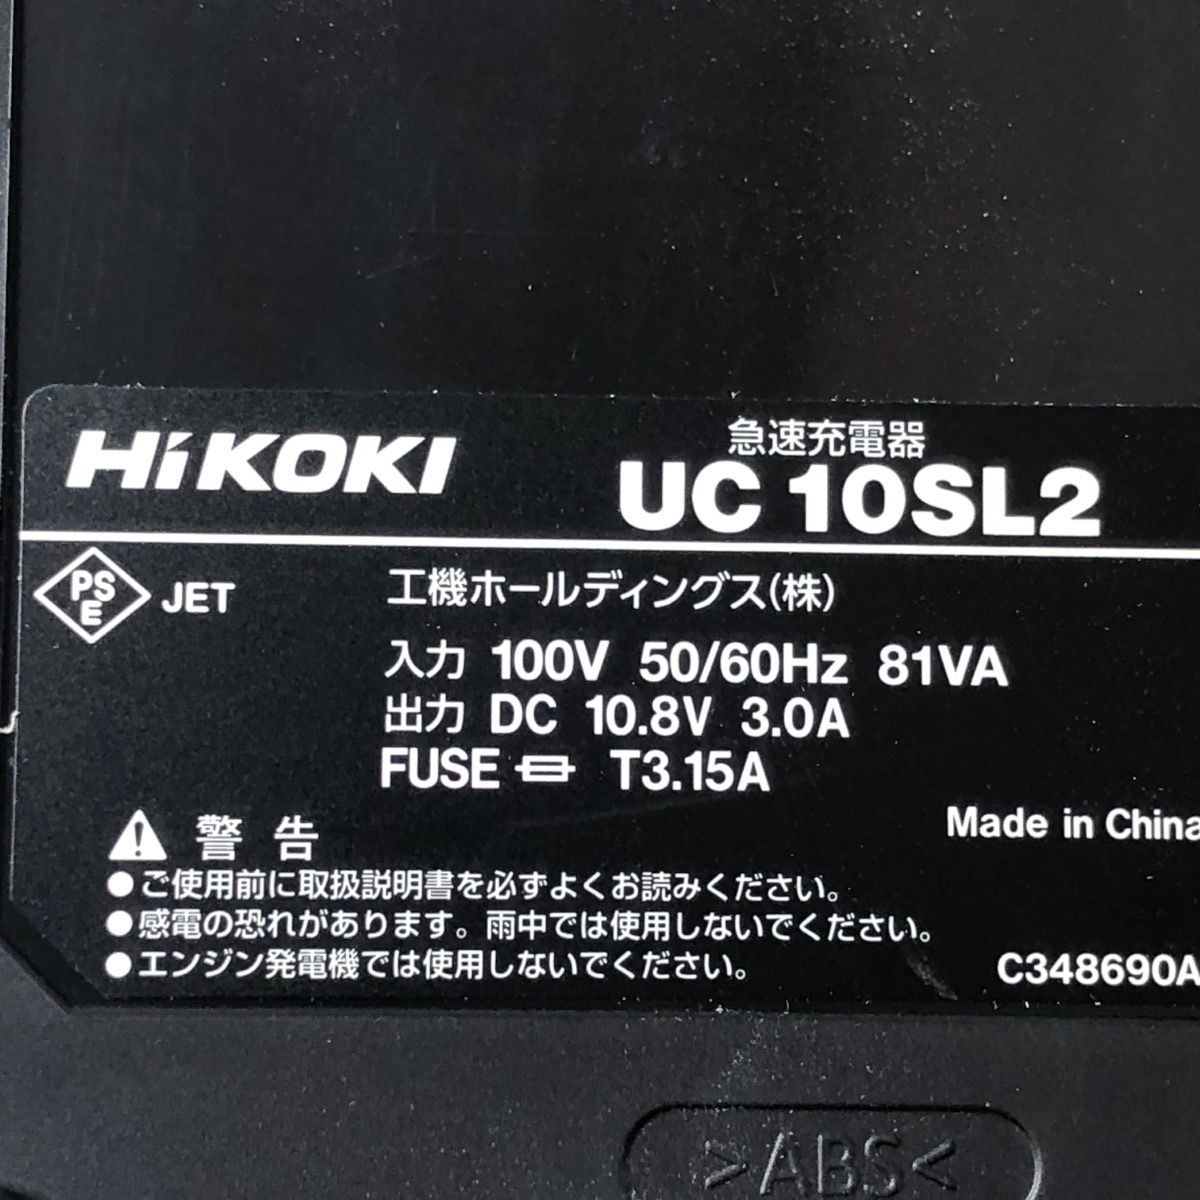 HiKOKI
急速充電器
UC 10SL2
PS
E
JET
工機ホールディングス(株)
入力 100V 50/60Hz 81VA
出力 DC 10.8V 3.0A
FUSE T3.15A
Made in China
警告
●ご使用前に取扱説明書を必ずよくお読みください。
●感電の恐れがあります。雨中では使用しないでください。
●エンジン発電機では使用しないでください。
C348690A
>ABS<